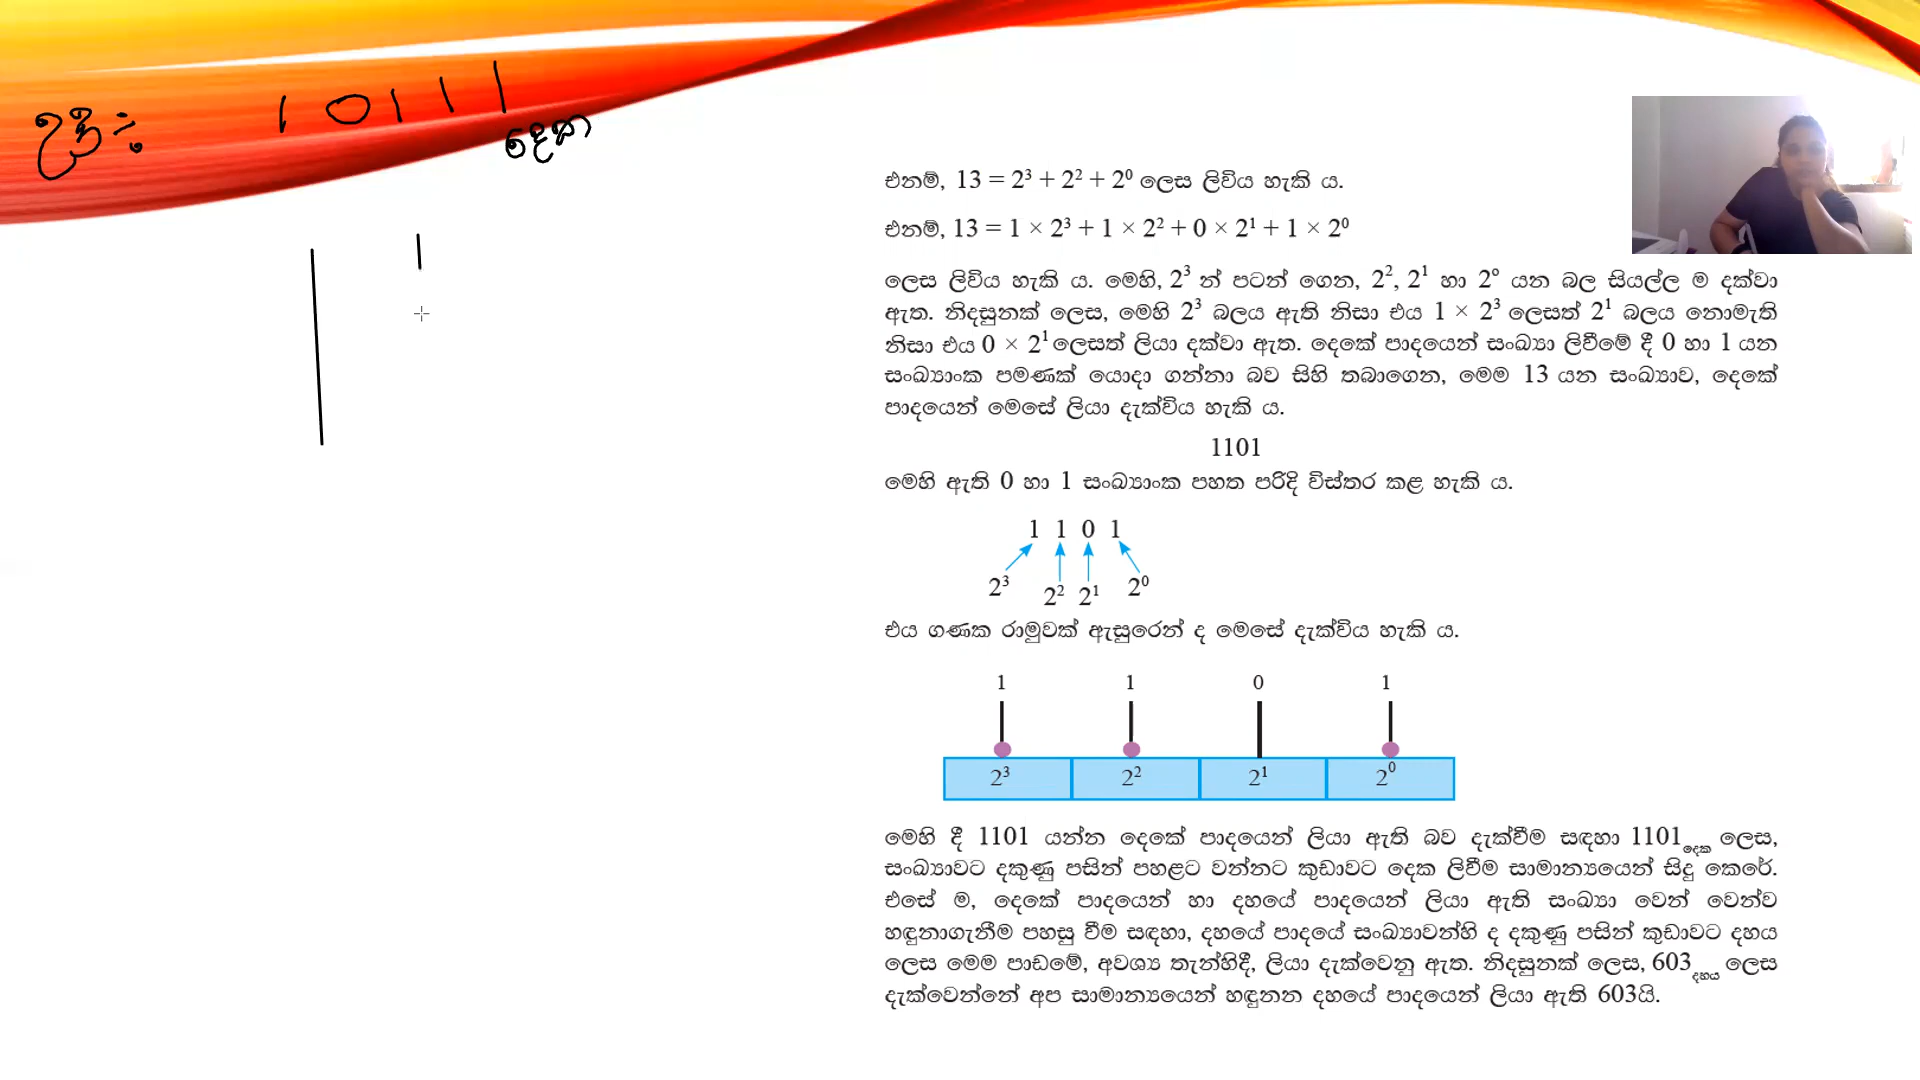 උදි:- 10111දෙක
එනම්, 13 = 2³ + 2² + 2⁰ ලෙස ලිවිය හැකි ය.
එනම්, 13 = 1 × 2³ + 1 × 2² + 0 × 2¹ + 1 × 2⁰
ලෙස ලිවිය හැකි ය. මෙහි, 2³ න් පටන් ගෙන, 2², 2¹ හා 2⁰ යන බල සියල්ල ම දක්වා
ඇත. නිදසුනක් ලෙස, මෙහි 2³ බලය ඇති නිසා එය 1 × 2³ ලෙසත් 2¹ බලය නොමැති
නිසා එය 0 × 2¹ ලෙසත් ලියා දක්වා ඇත. දෙකේ පාදයෙන් සංඛ්‍යා ලිවීමේ දී 0 හා 1 යන
සංඛ්‍යාංක පමණක් යොදා ගන්නා බව සිහි තබාගෙන, මෙම 13 යන සංඛ්‍යාව, දෙකේ
පාදයෙන් මෙසේ ලියා දැක්විය හැකි ය.
1101
මෙහි ඇති 0 හා 1 සංඛ්‍යාංක පහත පරිදි විස්තර කළ හැකි ය.
1 1 0 1
2³ 2² 2¹ 2⁰
එය ගණක රාමුවක් ඇසුරෙන් ද මෙසේ දැක්විය හැකි ය.
1 1 0 1
2³ 2² 2¹ 2⁰
මෙහි දී 1101 යන්න දෙකේ පාදයෙන් ලියා ඇති බව දැක්වීම සඳහා 1101දෙක ලෙස,
සංඛ්‍යාවට දකුණු පසින් පහළට වන්නට කුඩාවට දෙක ලිවීම සාමාන්‍යයෙන් සිදු කෙරේ.
එසේ ම, දෙකේ පාදයෙන් හා දහයේ පාදයෙන් ලියා ඇති සංඛ්‍යා වෙන් වෙන්ව
හඳුනාගැනීම පහසු වීම සඳහා, දහයේ පාදයේ සංඛ්‍යාවන්හි ද දකුණු පසින් කුඩාවට දහය
ලෙස මෙම පාඩමේ, අවශ්‍ය තැන්හිදී, ලියා දැක්වෙනු ඇත. නිදසුනක් ලෙස, 603දහය ලෙස
දැක්වෙන්නේ අප සාමාන්‍යයෙන් හඳුනන දහයේ පාදයෙන් ලියා ඇති 603යි.